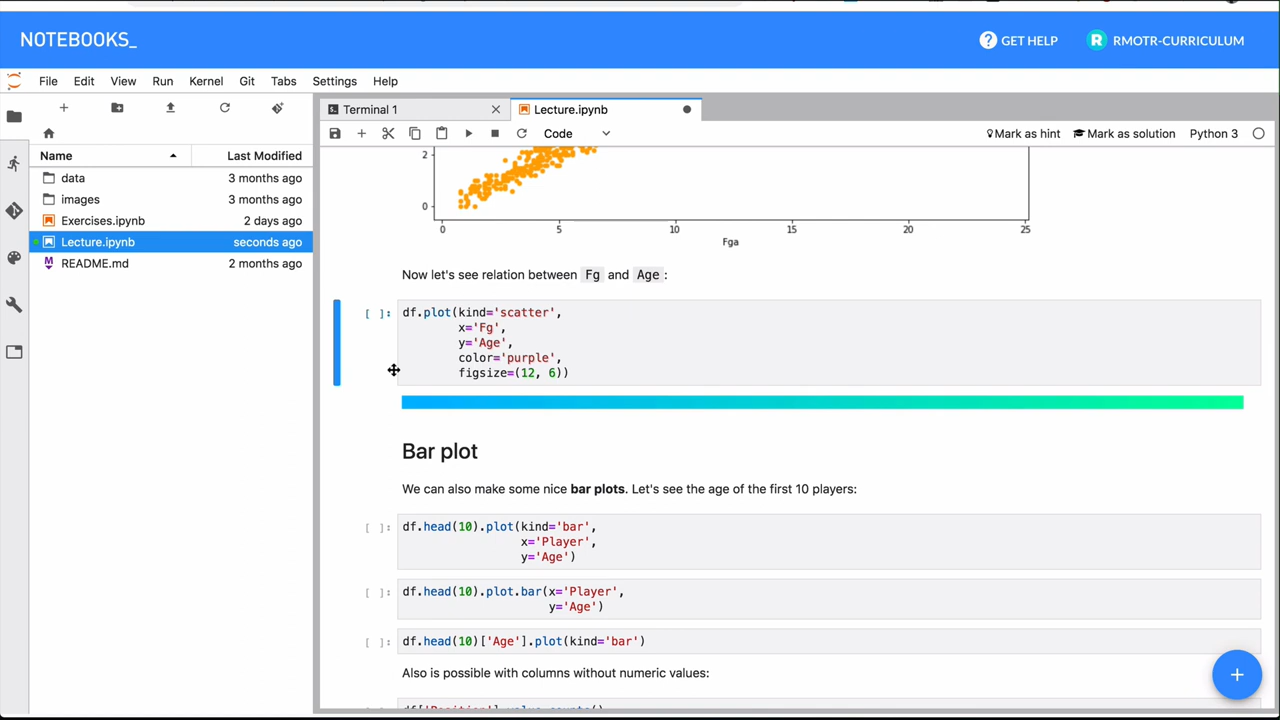 NOTEBOOKS_
GET HELP
R RMOTR-CURRICULUM
File Edit View Run Kernel Git Tabs Settings Help
Terminal 1
Lecture.ipynb
Code
Mark as hint
Mark as solution
Python 3
Name Last Modified
data 3 months ago
images 3 months ago
Exercises.ipynb 2 days ago
Lecture.ipynb seconds ago
README.md 2 months ago
2
0
0 5 10 15 20 25
Fga
Now let's see relation between Fg and Age:
[ ]: df.plot(kind='scatter',
x='Fg',
y='Age',
color='purple',
figsize=(12, 6))
Bar plot
We can also make some nice bar plots. Let's see the age of the first 10 players:
[ ]: df.head(10).plot(kind='bar',
x='Player',
y='Age')
[ ]: df.head(10).plot.bar(x='Player',
y='Age')
[ ]: df.head(10)['Age'].plot(kind='bar')
Also is possible with columns without numeric values:
df['Position'].value_counts()